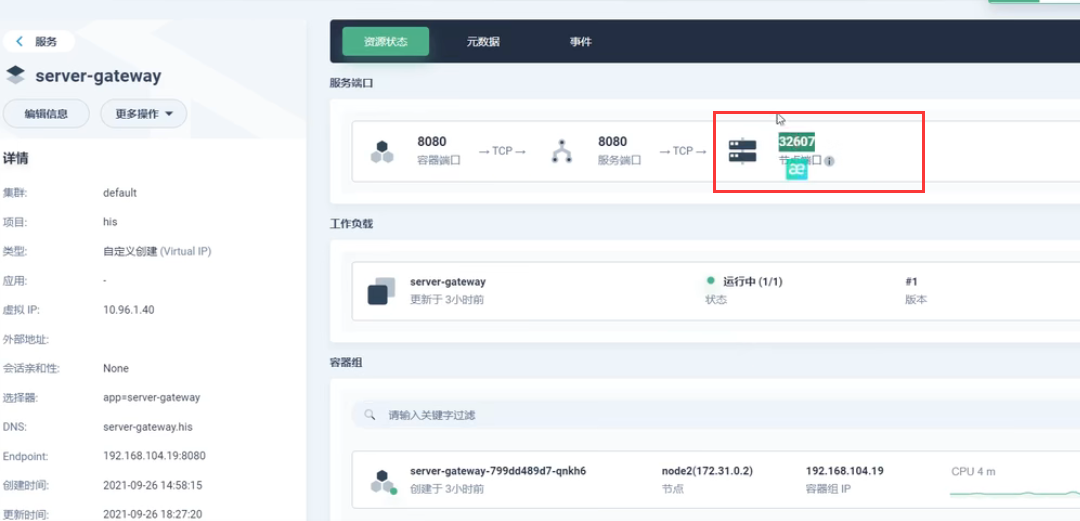 服务
server-gateway
编辑信息
更多操作
详情
集群: default
项目: his
类型: 自定义创建 (Virtual IP)
应用: -
虚拟 IP: 10.96.1.40
外部地址:
会话亲和性: None
选择器: app=server-gateway
DNS: server-gateway.his
Endpoint: 192.168.104.19:8080
创建时间: 2021-09-26 14:58:15
更新时间: 2021-09-26 18:27:20
资源状态
元数据
事件
服务端口
8080
容器端口
→ TCP →
8080
服务端口
→ TCP →
32607
节点端口
æ
工作负载
server-gateway
更新于 3小时前
运行中 (1/1)
状态
#1
版本
容器组
请输入关键字过滤
server-gateway-799dd489d7-qnkh6
创建于 3小时前
node2(172.31.0.2)
节点
192.168.104.19
容器组 IP
CPU 4 m